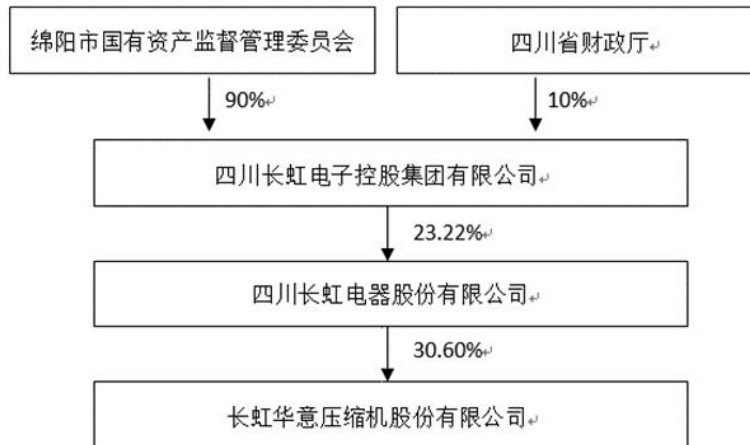 绵阳市国有资产监督管理委员会
四川省财政厅
90%
10%
四川长虹电子控股集团有限公司
23.22%
四川长虹电器股份有限公司
30.60%
长虹华意压缩机股份有限公司